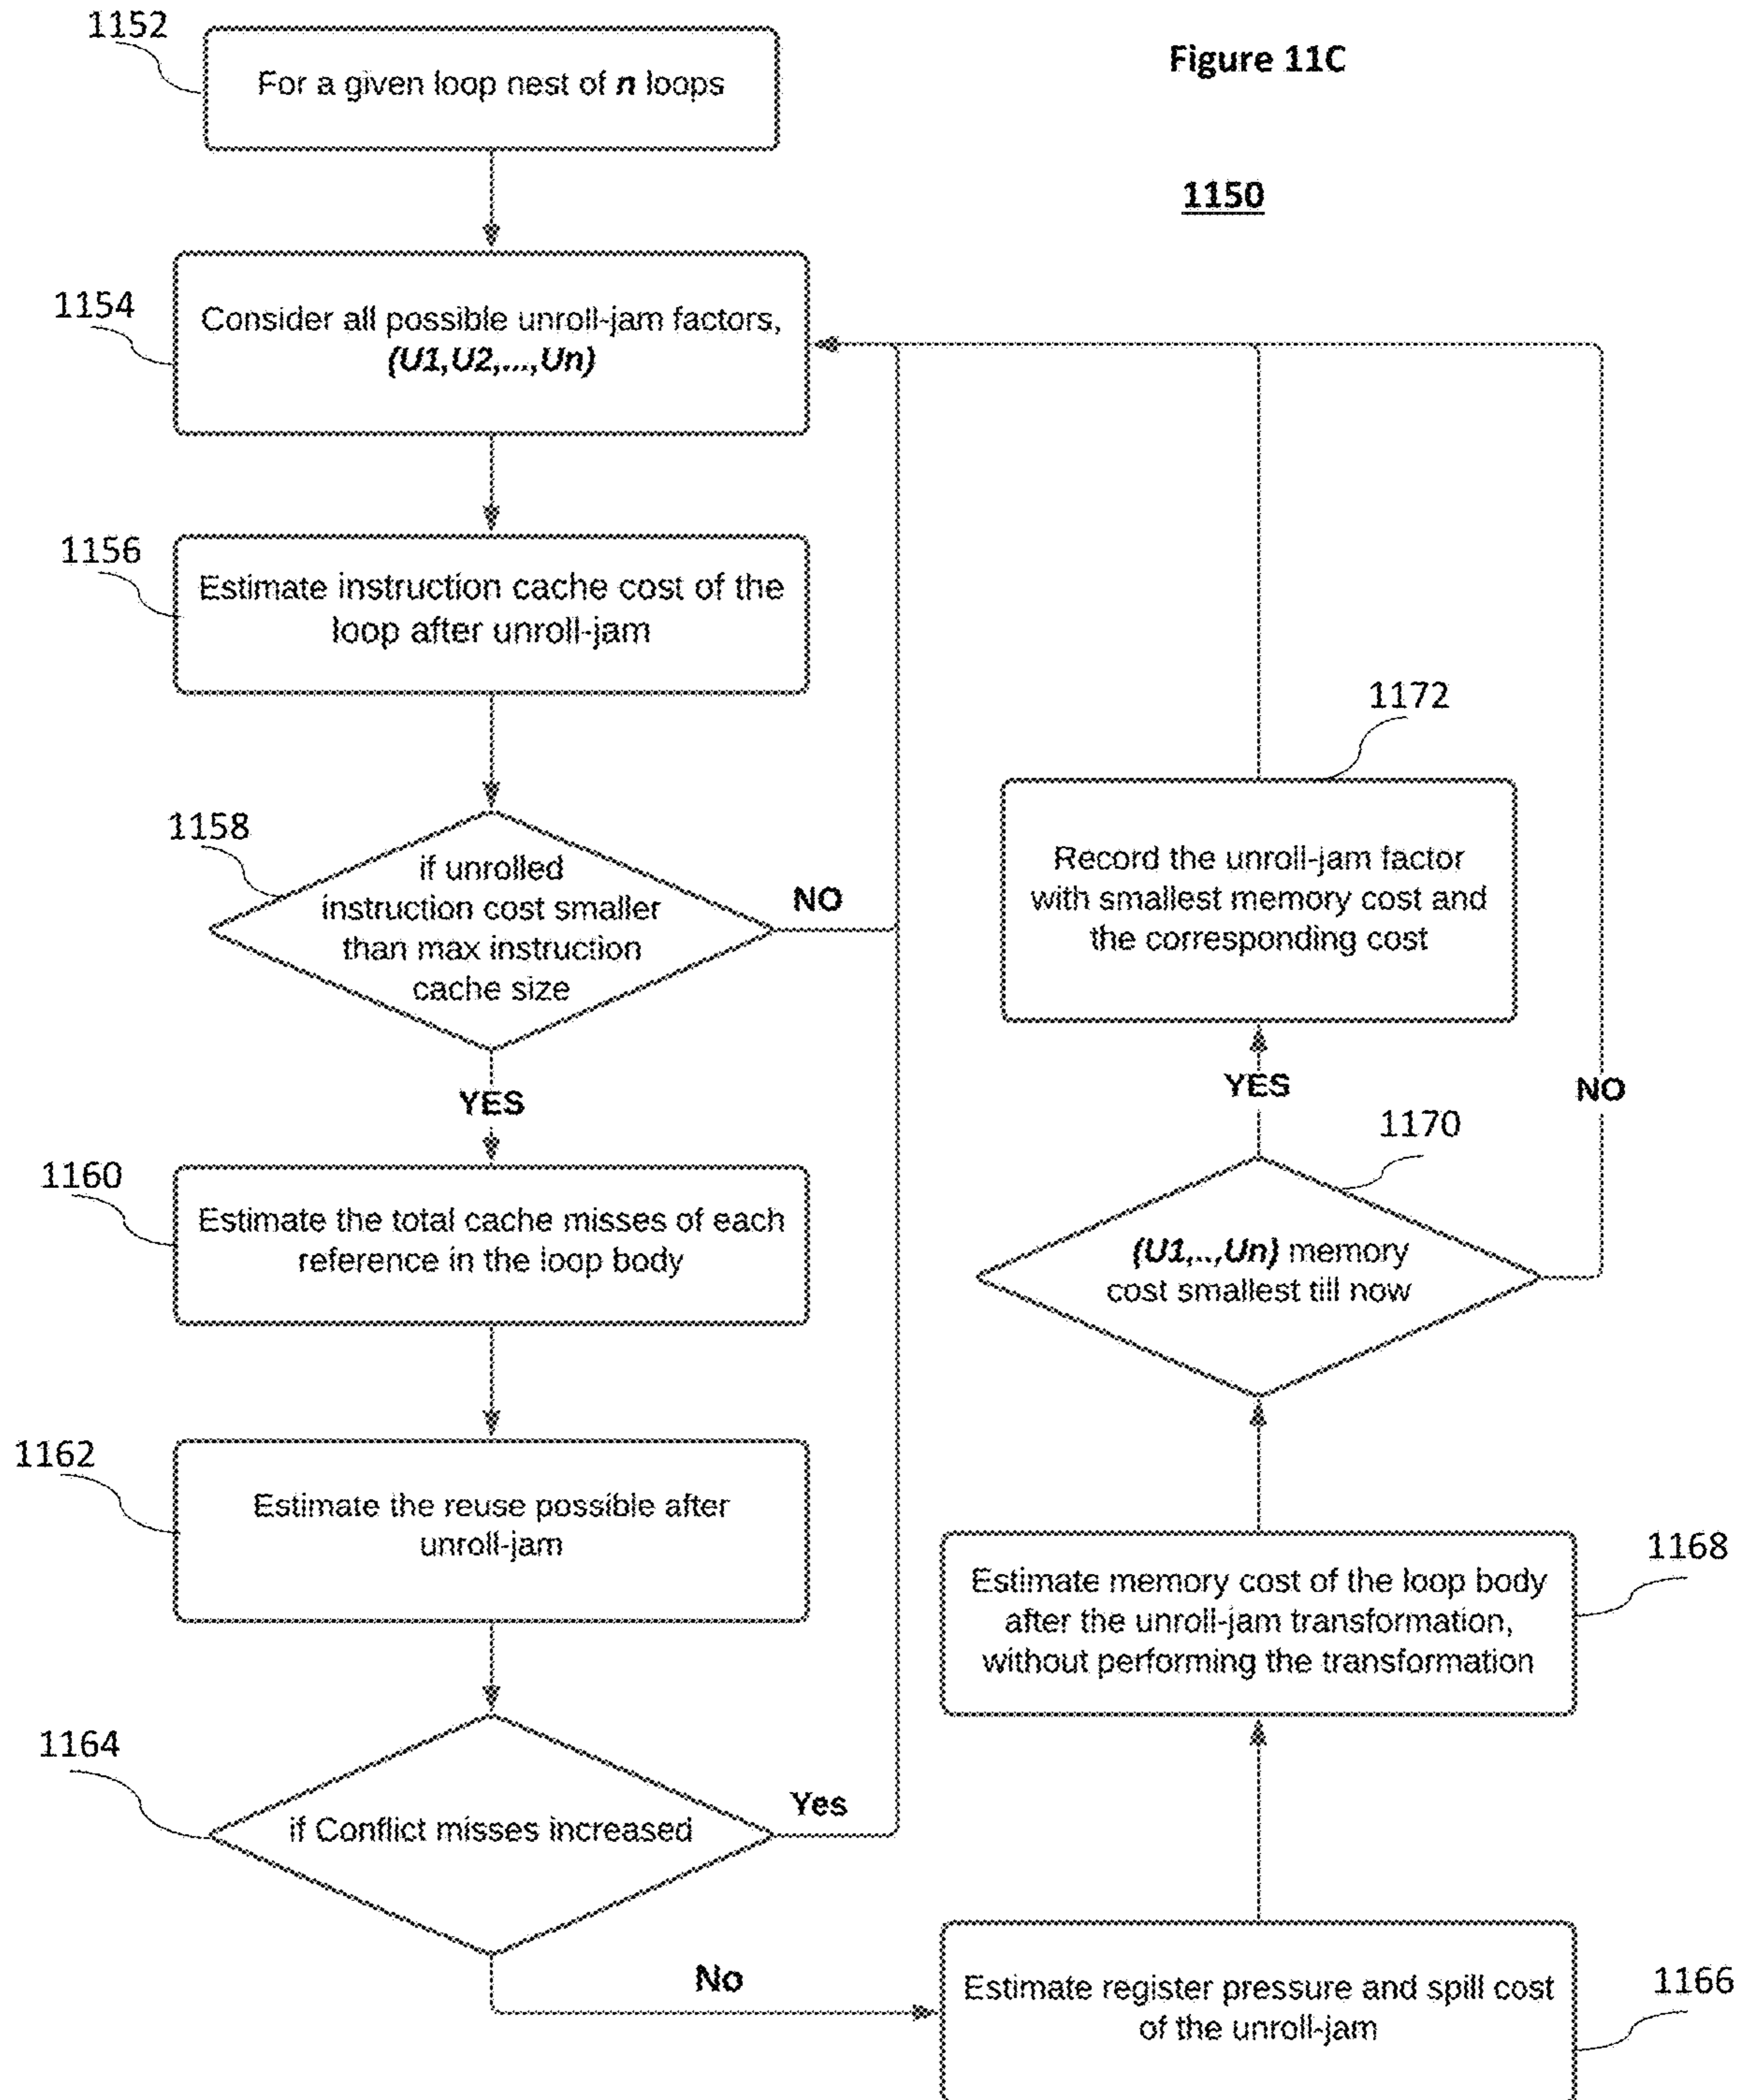 1152
For a given loop nest of n loops
Figure 11C
1150
1154
Consider all possible unroll-jam factors,
(U1,U2,...,Un)
1156
Estimate instruction cache cost of the
loop after unroll-jam
1158
if unrolled
instruction cost smaller
than max instruction
cache size
NO
YES
1160
Estimate the total cache misses of each
reference in the loop body
1162
Estimate the reuse possible after
unroll-jam
1164
if Conflict misses increased
Yes
No
1166
Estimate register pressure and spill cost
of the unroll-jam
1168
Estimate memory cost of the loop body
after the unroll-jam transformation,
without performing the transformation
1170
(U1,..,Un) memory
cost smallest till now
YES
NO
1172
Record the unroll-jam factor
with smallest memory cost and
the corresponding cost